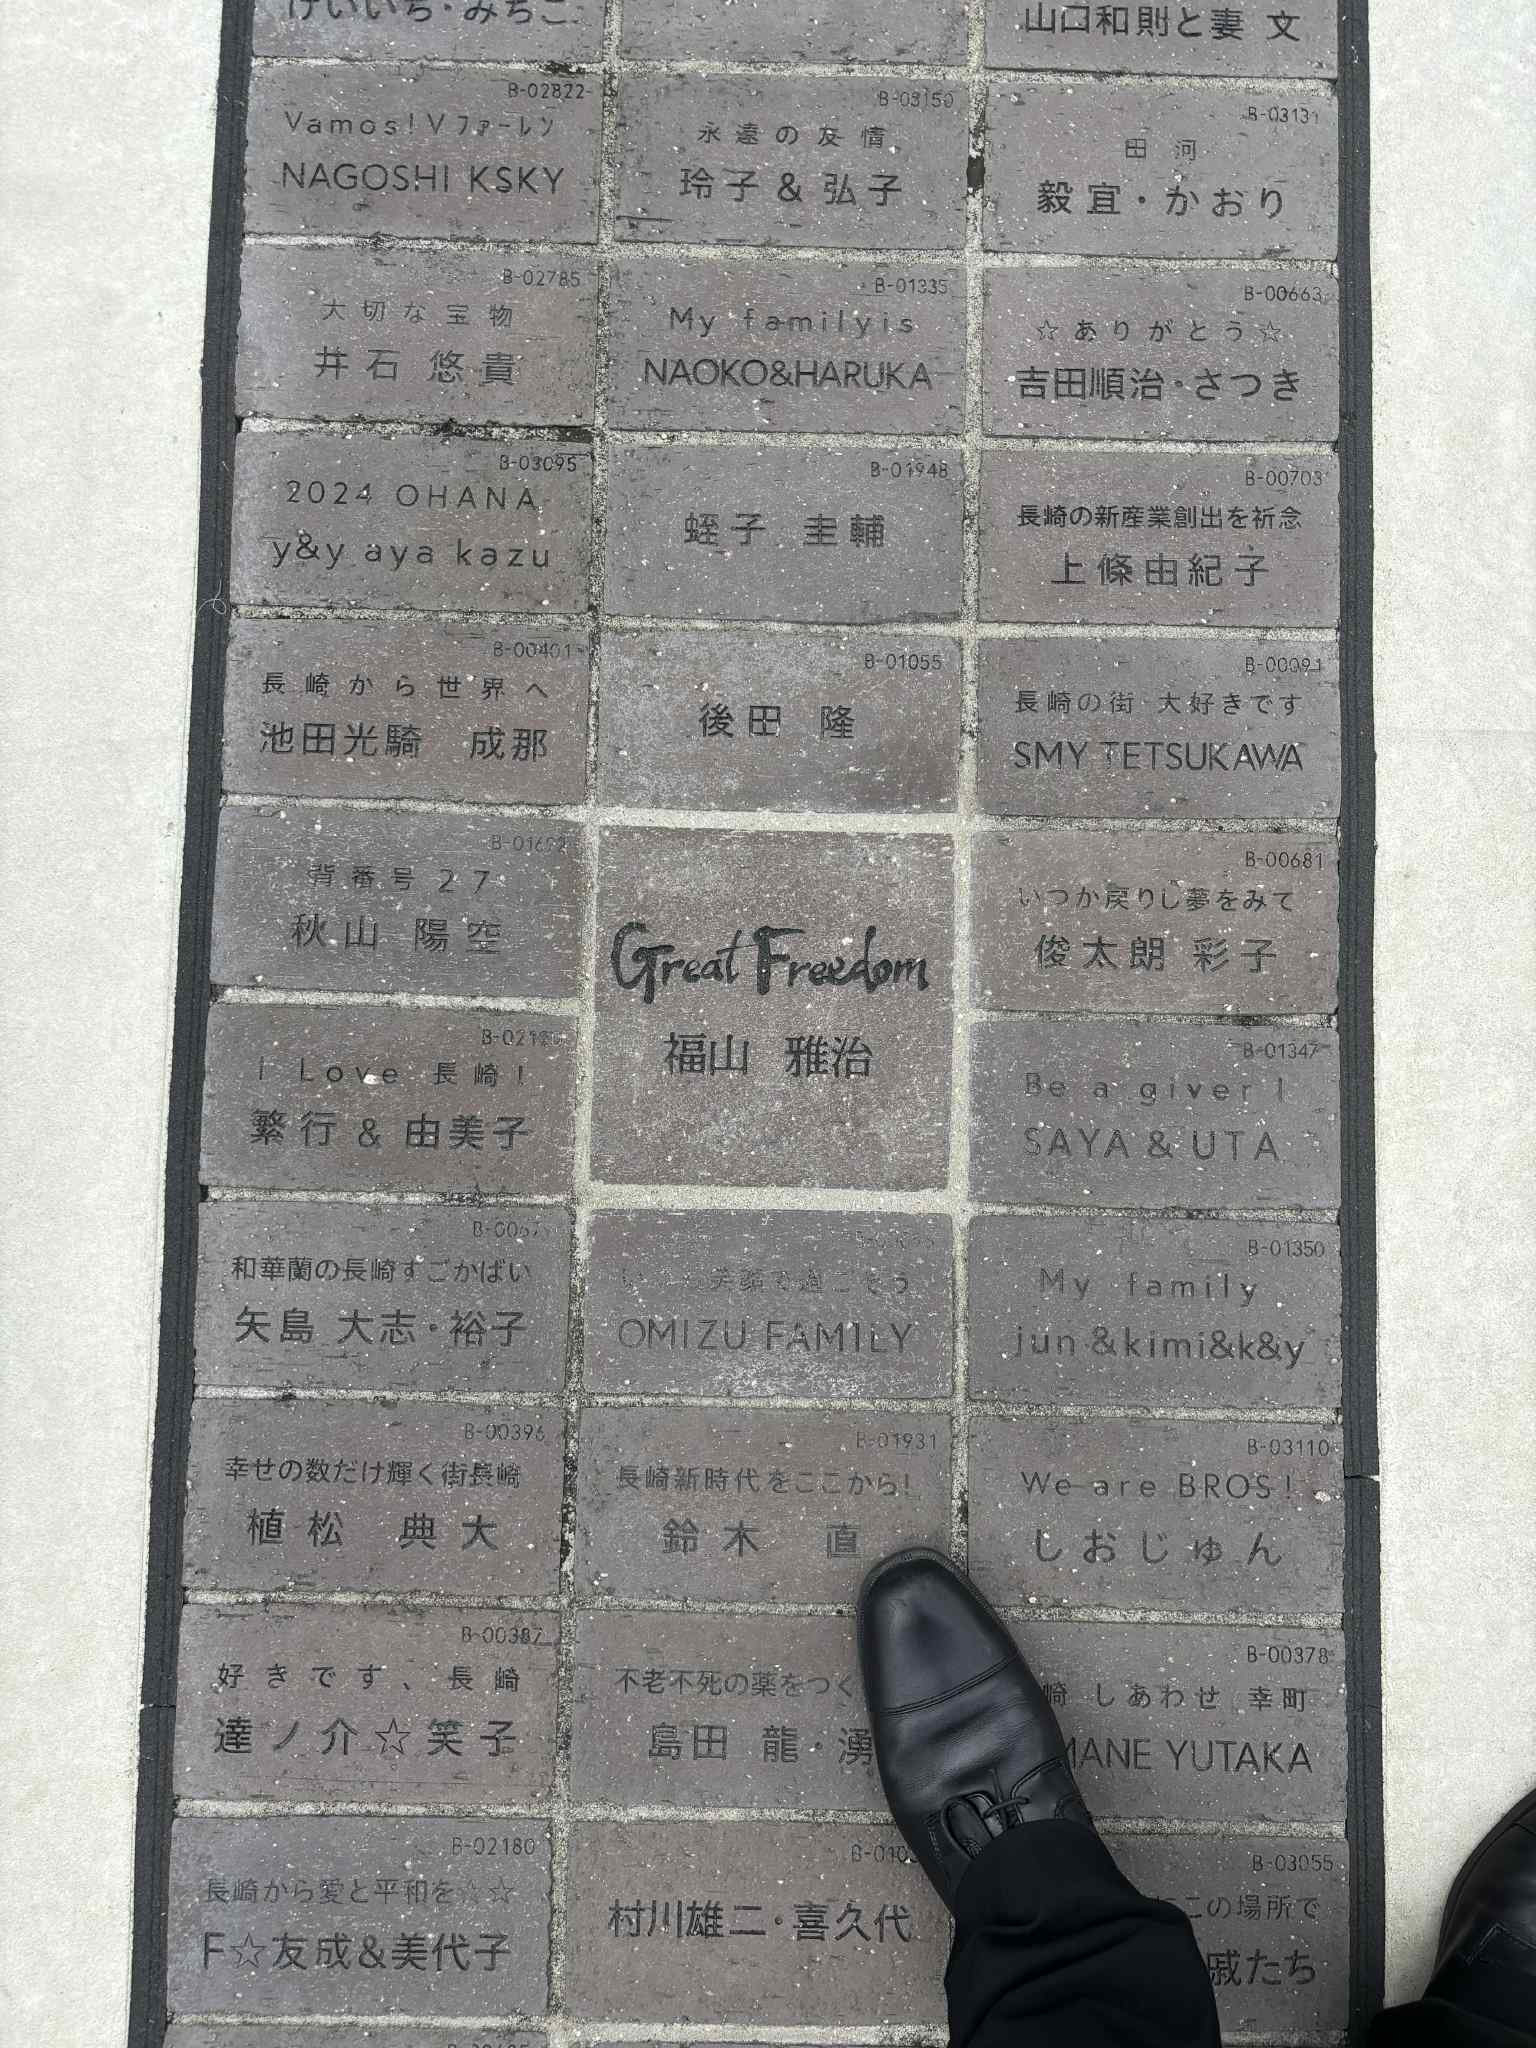 けいいち・みちこ
山口和則と妻 文
B-02822
Vamos!Vファーレン
NAGOSHI KSKY
B-03150
永遠の友情
玲子&弘子
B-03131
田河
毅宜・かおり
B-02785
大切な宝物
井石 悠貴
B-01335
My familyis
NAOKO&HARUKA
B-00663
☆ありがとう☆
吉田順治・さつき
B-03095
2024 OHANA
y&y aya kazu
B-01948
蛭子 圭輔
B-00703
長崎の新産業創出を祈念
上條由紀子
B-00401
長崎から世界へ
池田光騎 成那
B-01055
後田 隆
B-00091
長崎の街 大好きです
SMY TETSUKAWA
背番号27
秋山 陽空
Great Freedom
福山 雅治
B-00681
いつか戻りし夢をみて
俊太朗 彩子
I Love 長崎!
繁行 & 由美子
B-01347
Be a giver!
SAYA & UTA
和華蘭の長崎すごかばい
矢島 大志・裕子
笑顔で過ごそう
OMIZU FAMILY
B-01350
My family
jun&kimi&k&y
B-00396
幸せの数だけ輝く街長崎
植松 典大
B-01931
長崎新時代をここから!
鈴木 直
B-03110
We are BROS!
しおじゅん
B-00387
好きです、長崎
達ノ介☆笑子
不老不死の薬をつく
島田 龍・湧
B-00378
崎 しあわせ 幸町
MANE YUTAKA
B-02180
長崎から愛と平和を☆☆
F☆友成&美代子
村川雄二・喜久代
B-03055
この場所で
戚たち